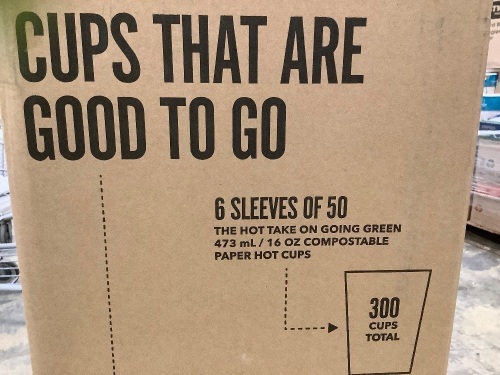 CUPS THAT ARE
GOOD TO GO
6 SLEEVES OF 50
THE HOT TAKE ON GOING GREEN
473 mL / 16 OZ COMPOSTABLE
PAPER HOT CUPS
300
CUPS
TOTAL